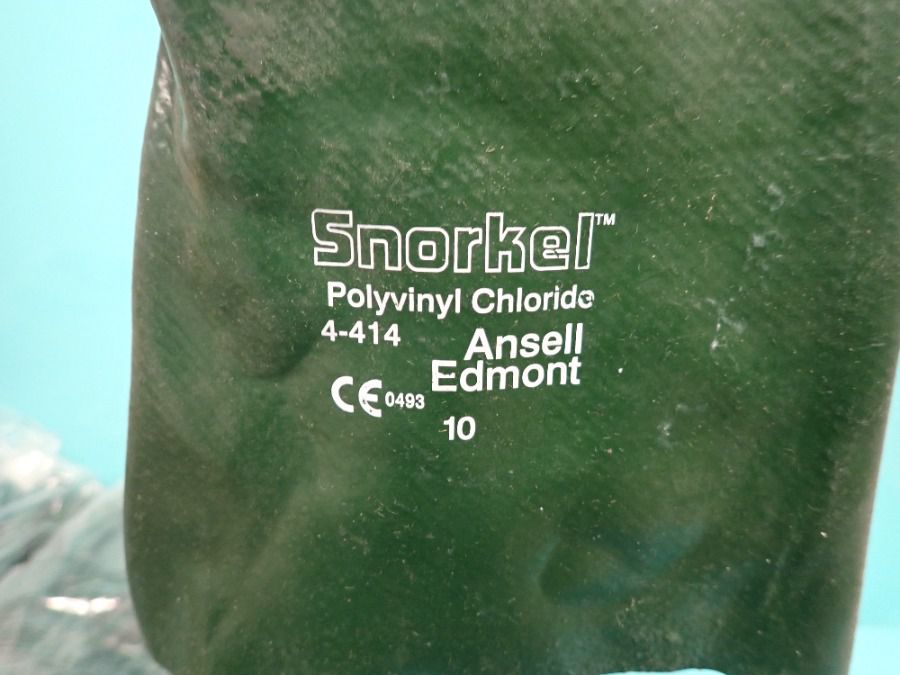 Snorkel™
Polyvinyl Chloride
4-414
Ansell
Edmont
CE 0493
10